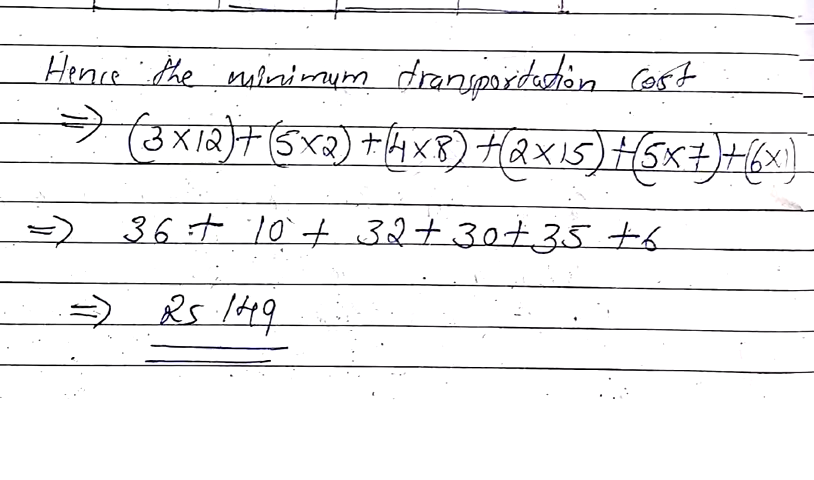 Hence the minimum transportation cost
⇒ (3×12)+(5×2)+(4×8)+(2×15)+(5×7)+(6×1)
⇒ 36 + 10 + 32+30+35 +6
⇒ Rs 149